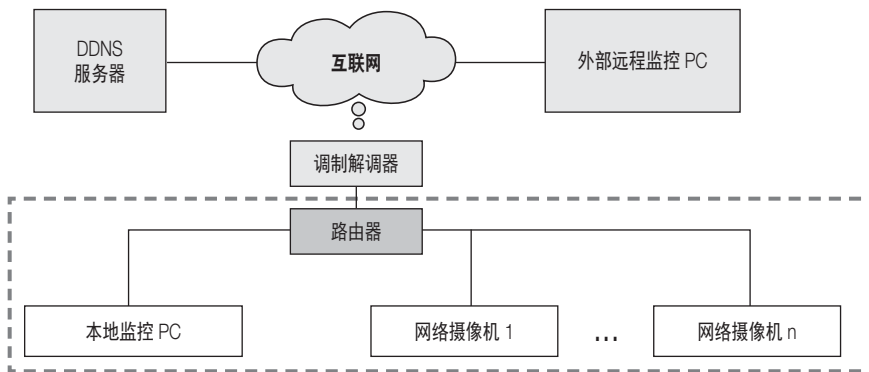 DDNS
服务器
互联网
外部远程监控 PC
调制解调器
路由器
本地监控 PC
网络摄像机 1
...
网络摄像机 n